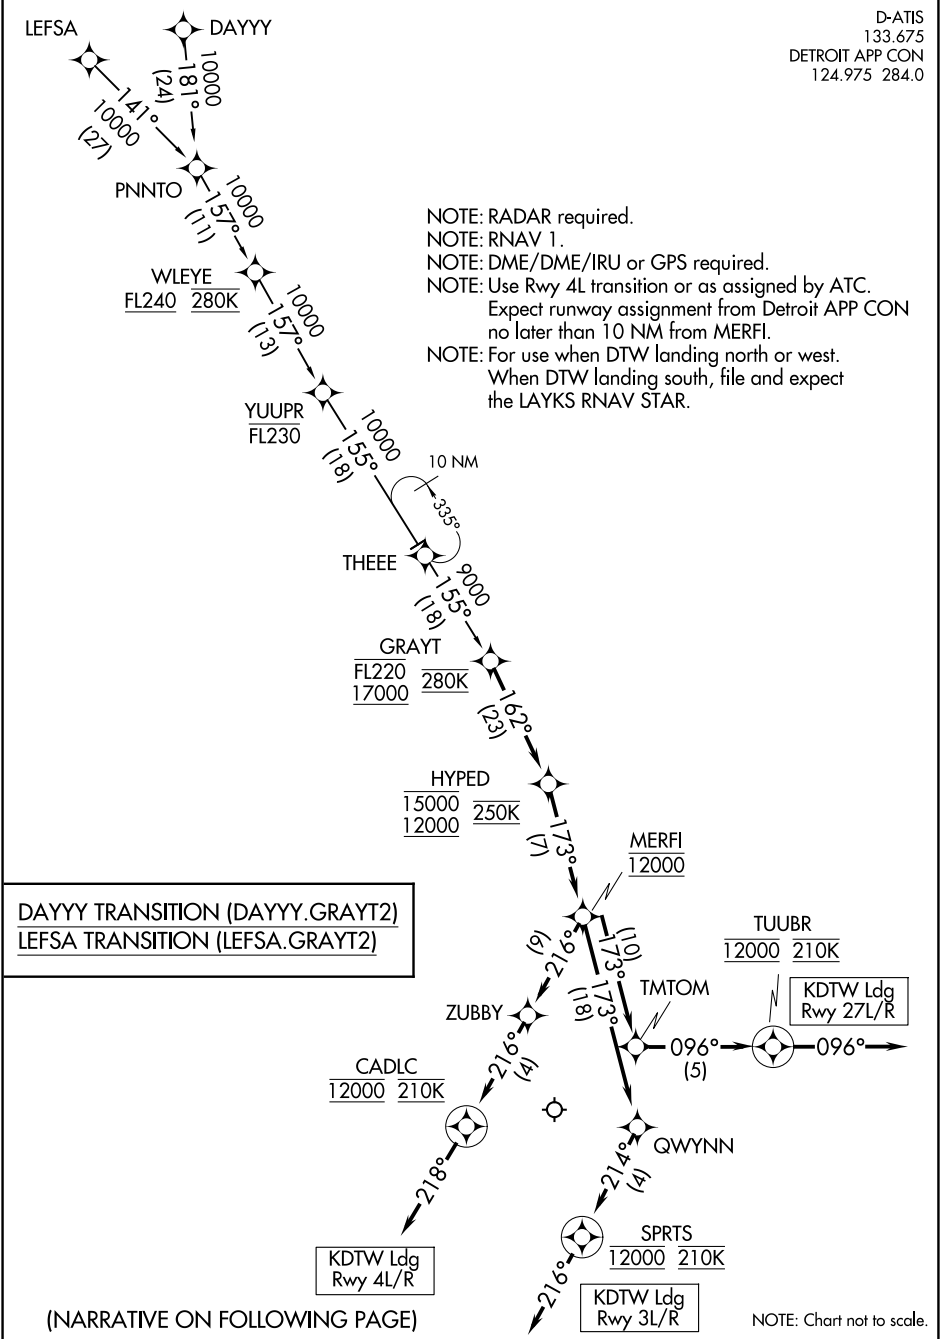 LEFSA
DAYYY
D-ATIS
133.675
DETROIT APP CON
124.975 284.0
10000
181°
(24)
141°
10000
(27)
PNNTO
10000
157°
(11)
NOTE: RADAR required.
NOTE: RNAV 1.
NOTE: DME/DME/IRU or GPS required.
NOTE: Use Rwy 4L transition or as assigned by ATC.
Expect runway assignment from Detroit APP CON
no later than 10 NM from MERFI.
NOTE: For use when DTW landing north or west.
When DTW landing south, file and expect
the LAYKS RNAV STAR.
WLEYE
FL240 280K
10000
157°
(13)
YUUPR
FL230
10000
155°
(18)
10 NM
335°
THEEE
9000
155°
(18)
GRAYT
FL220
17000
280K
162°
(23)
HYPED
15000
12000
250K
173°
(7)
MERFI
12000
DAYYY TRANSITION (DAYYY.GRAYT2)
LEFSA TRANSITION (LEFSA.GRAYT2)
(9)
216°
(10)
173°
173°
(18)
TUUBR
12000 210K
KDTW Ldg
Rwy 27L/R
TMTOM
ZUBBY
096°
(5)
096°
216°
(4)
CADLC
12000 210K
QWYNN
218°
214°
(4)
SPRTS
12000 210K
KDTW Ldg
Rwy 4L/R
216°
KDTW Ldg
Rwy 3L/R
(NARRATIVE ON FOLLOWING PAGE)
NOTE: Chart not to scale.